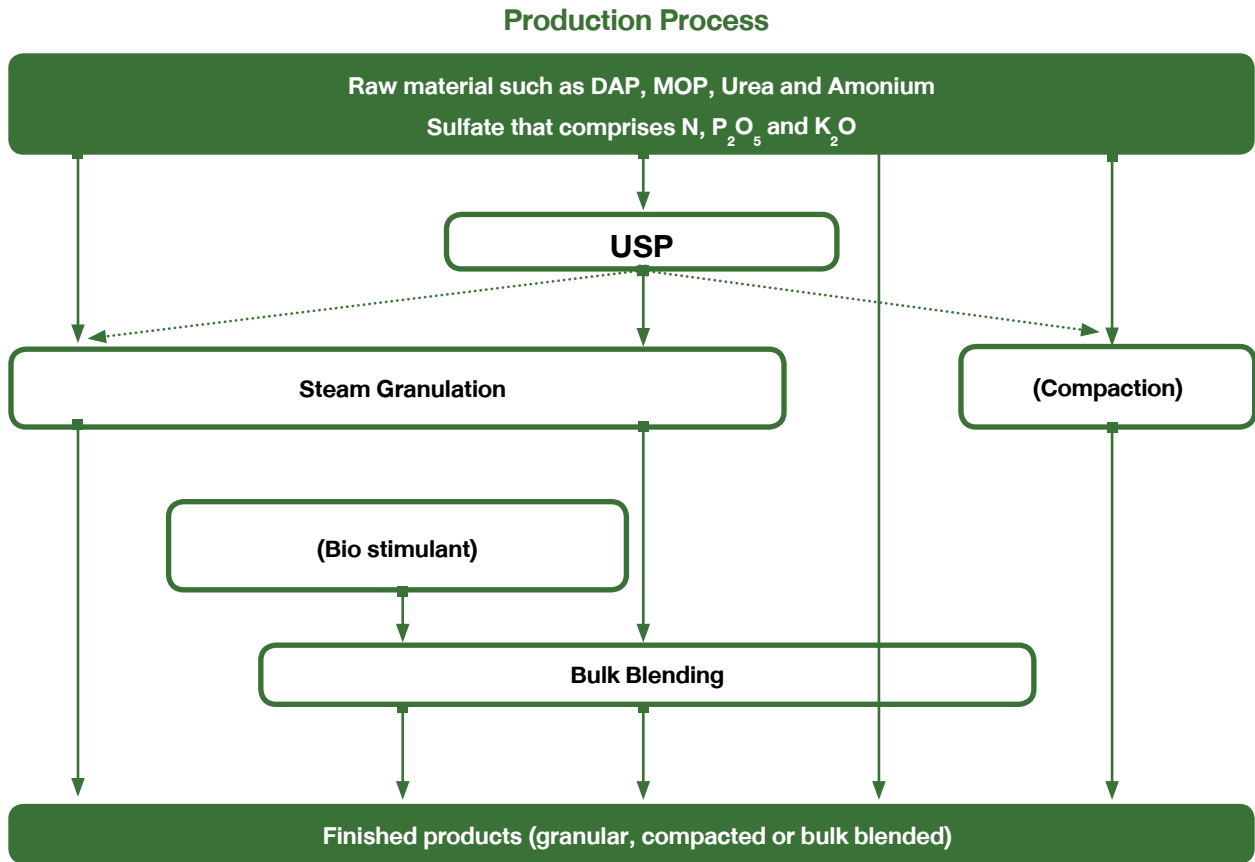 Production Process
Raw material such as DAP, MOP, Urea and Amonium
Sulfate that comprises N, P₂O₅ and K₂O
USP
Steam Granulation
(Compaction)
(Bio stimulant)
Bulk Blending
Finished products (granular, compacted or bulk blended)